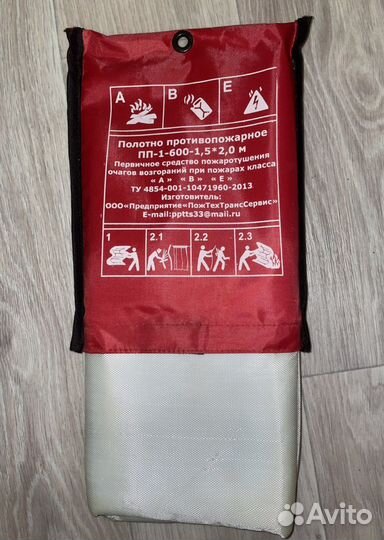 A B E
Полотно противопожарное
ПП-1-600-1,5*2,0 м
Первичное средство пожаротушения
очагов возгораний при пожарах класса
«А» «В» «Е»
ТУ 4854-001-10471960-2013
Изготовитель:
ООО«Предприятие«ПожТехТрансСервис»
E-mail:pptts33@mail.ru
1 2.1 2.2 2.3
Avito